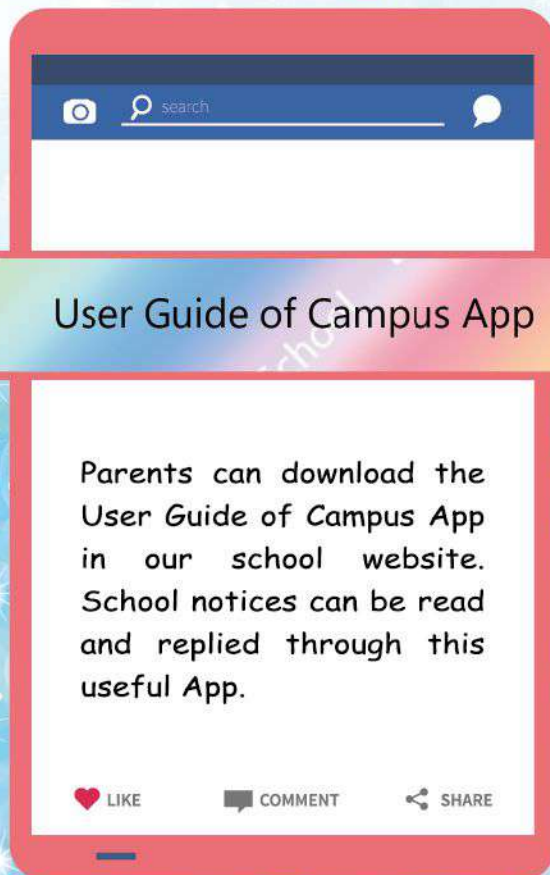 search
User Guide of Campus App
School
Parents can download the
User Guide of Campus App
in our school website.
School notices can be read
and replied through this
useful App.
LIKE
COMMENT
SHARE